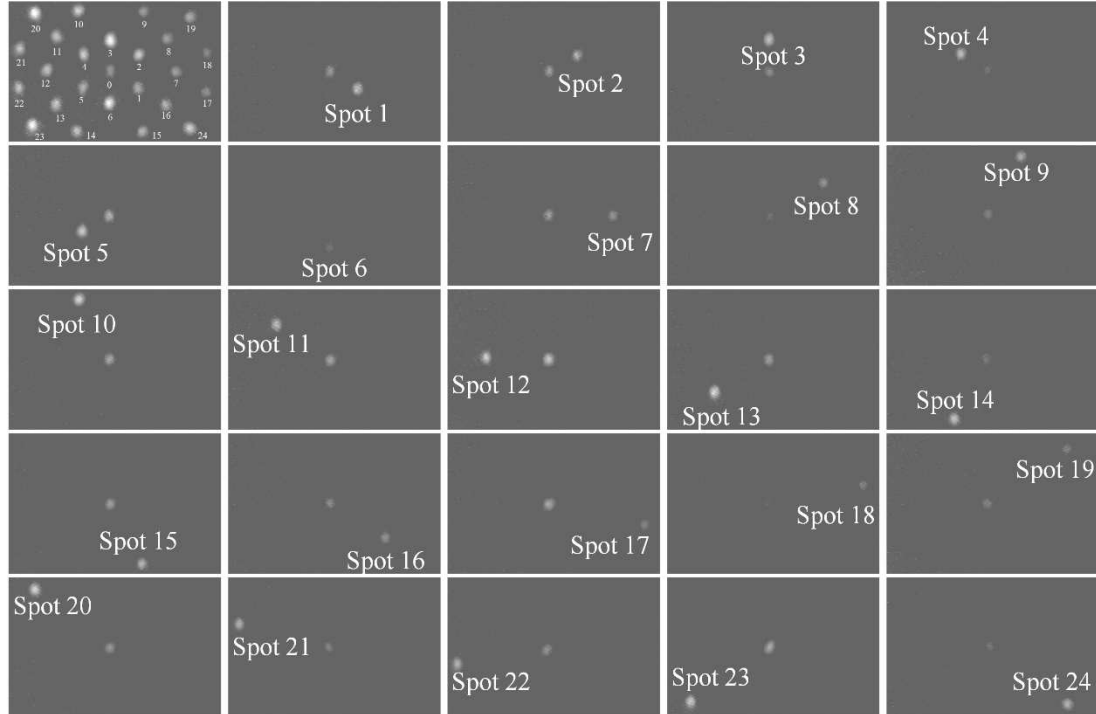 20 10 9 19
11 3 8
21 4 2 18
12 0 7
22 5 1 17
13 6 16
23 14 15 24
Spot 1
Spot 2
Spot 3
Spot 4
Spot 5
Spot 6
Spot 7
Spot 8
Spot 9
Spot 10
Spot 11
Spot 12
Spot 13
Spot 14
Spot 15
Spot 16
Spot 17
Spot 18
Spot 19
Spot 20
Spot 21
Spot 22
Spot 23
Spot 24